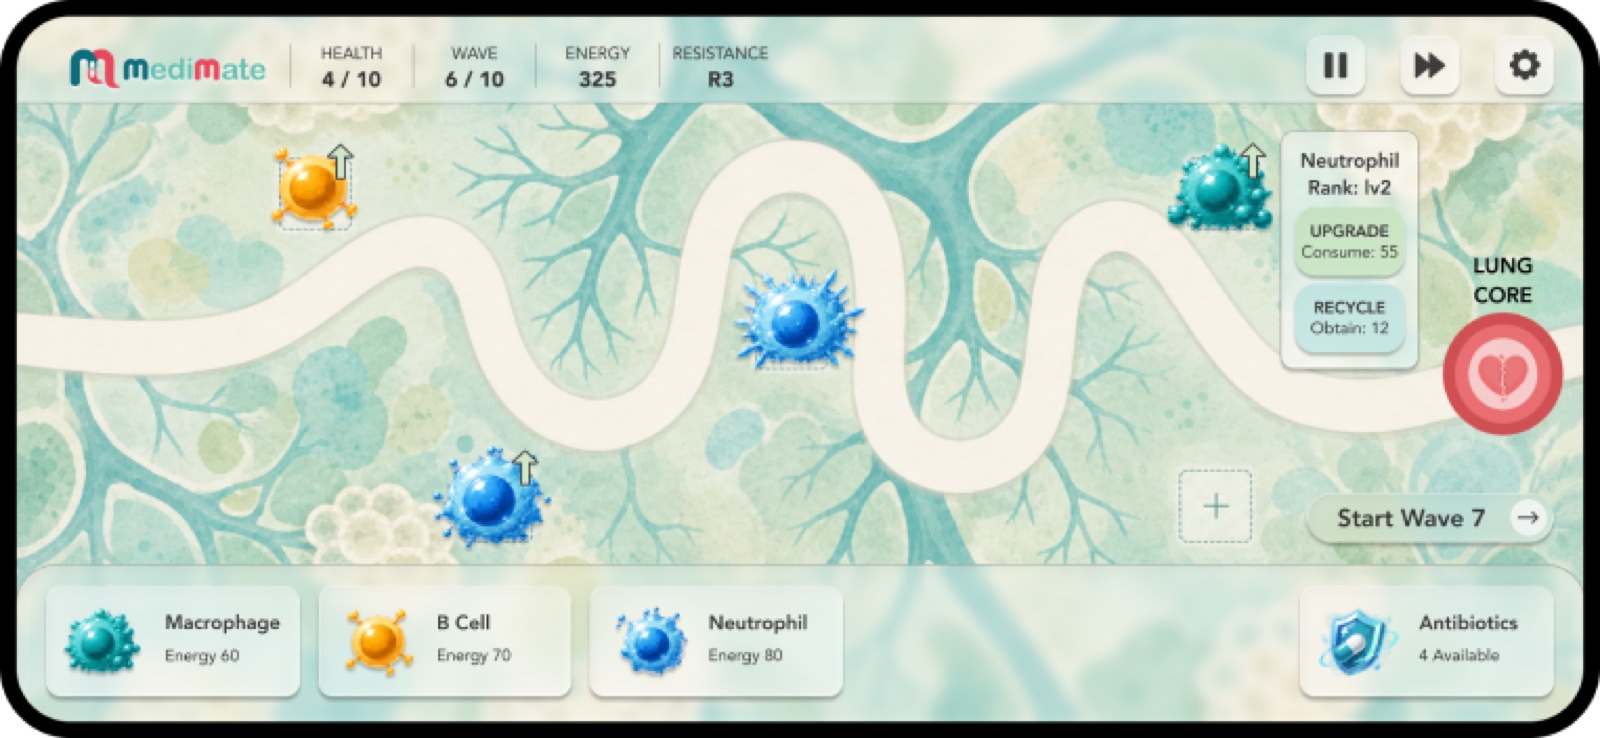 medimate
HEALTH
4 / 10
WAVE
6 / 10
ENERGY
325
RESISTANCE
R3
Neutrophil
Rank: lv2
UPGRADE
Consume: 55
RECYCLE
Obtain: 12
LUNG
CORE
Start Wave 7
Macrophage
Energy 60
B Cell
Energy 70
Neutrophil
Energy 80
Antibiotics
4 Available